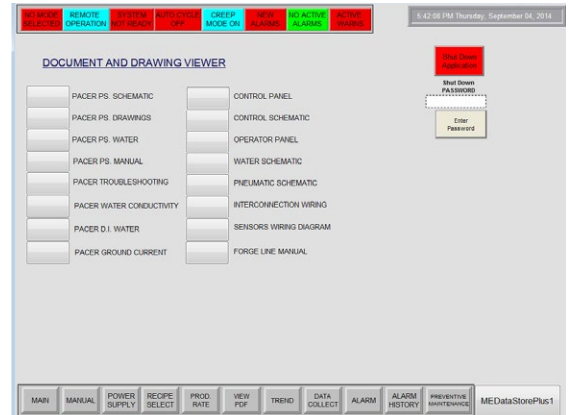 NO MODE
SELECTED
REMOTE
OPERATION
SYSTEM
NOT READY
AUTO CYCLE
OFF
CREEP
MODE ON
NEW
ALARMS
NO ACTIVE
ALARMS
ACTIVE
WARNS
5:42:08 PM Thursday, September 04, 2014
DOCUMENT AND DRAWING VIEWER
Shut Down
Application
Shut Down
PASSWORD
Enter
Password
PACER PS. SCHEMATIC
PACER PS. DRAWINGS
PACER PS. WATER
PACER PS. MANUAL
PACER TROUBLESHOOTING
PACER WATER CONDUCTIVITY
PACER D.I. WATER
PACER GROUND CURRENT
CONTROL PANEL
CONTROL SCHEMATIC
OPERATOR PANEL
WATER SCHEMATIC
PNEUMATIC SCHEMATIC
INTERCONNECTION WIRING
SENSORS WIRING DIAGRAM
FORGE LINE MANUAL
MAIN
MANUAL
POWER
SUPPLY
RECIPE
SELECT
PROD.
RATE
VIEW
PDF
TREND
DATA
COLLECT
ALARM
ALARM
HISTORY
PREVENTIVE
MAINTENANCE
MEDataStorePlus1